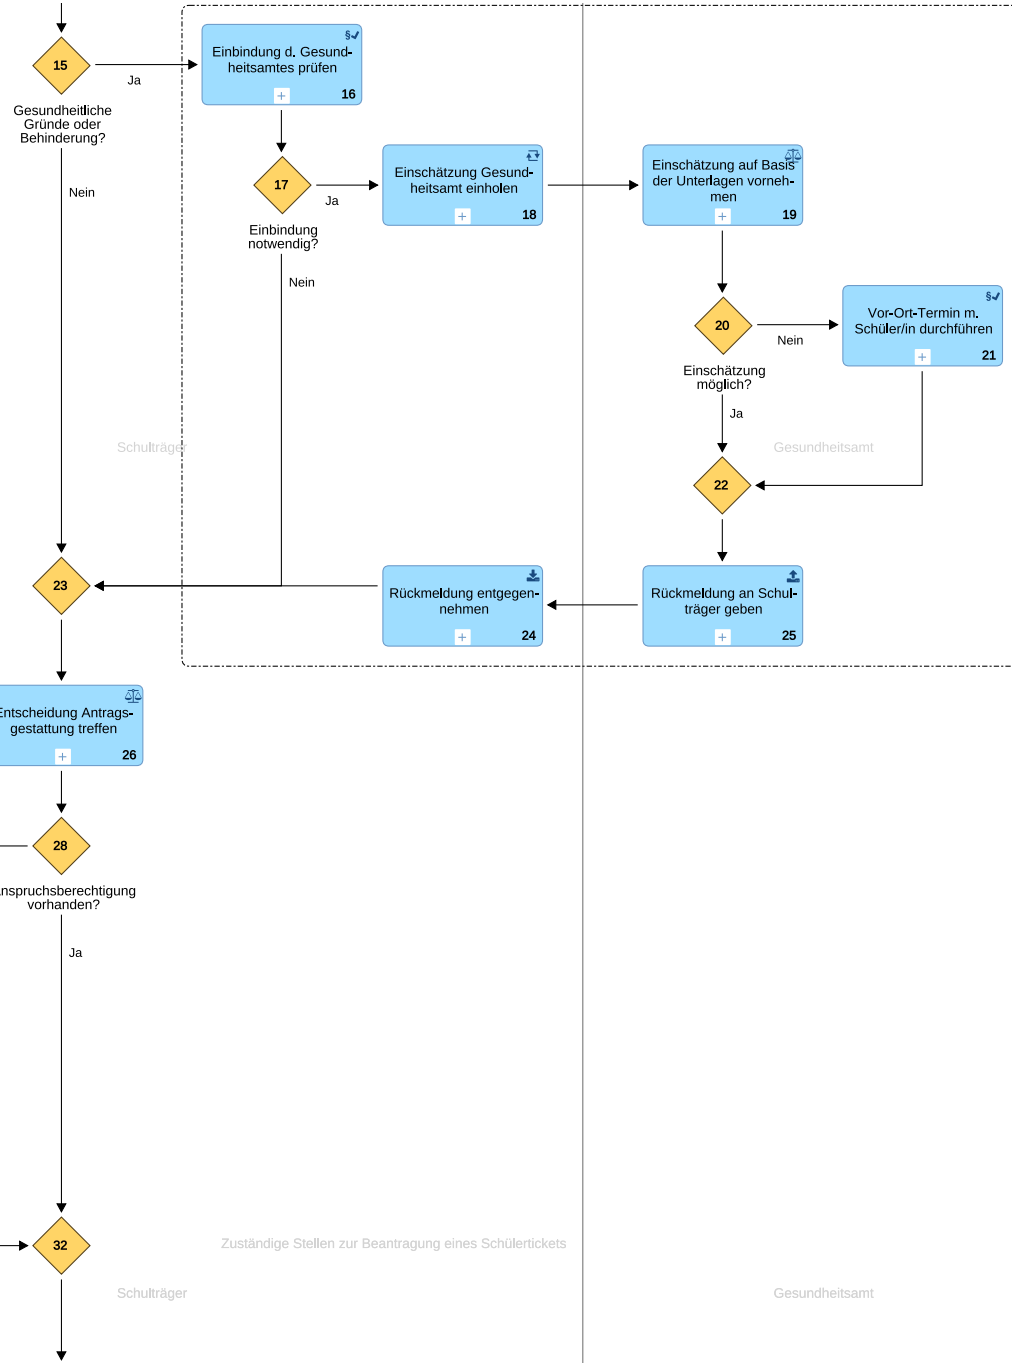 15
Ja
Gesundheitliche
Gründe oder
Behinderung?
Nein
§
Einbindung d. Gesund-
heitsamtes prüfen
+
16
17
Ja
Einbindung
notwendig?
Nein
Einschätzung Gesund-
heitsamt einholen
+
18
Einschätzung auf Basis
der Unterlagen vorneh-
men
+
19
20
Nein
Einschätzung
möglich?
Ja
§
Vor-Ort-Termin m.
Schüler/in durchführen
+
21
Schulträger
Gesundheitsamt
22
23
Rückmeldung entgegen-
nehmen
+
24
Rückmeldung an Schul-
träger geben
+
25
Entscheidung Antrags-
gestattung treffen
+
26
28
nspruchsberechtigung
vorhanden?
Ja
32
Zuständige Stellen zur Beantragung eines Schülertickets
Schulträger
Gesundheitsamt